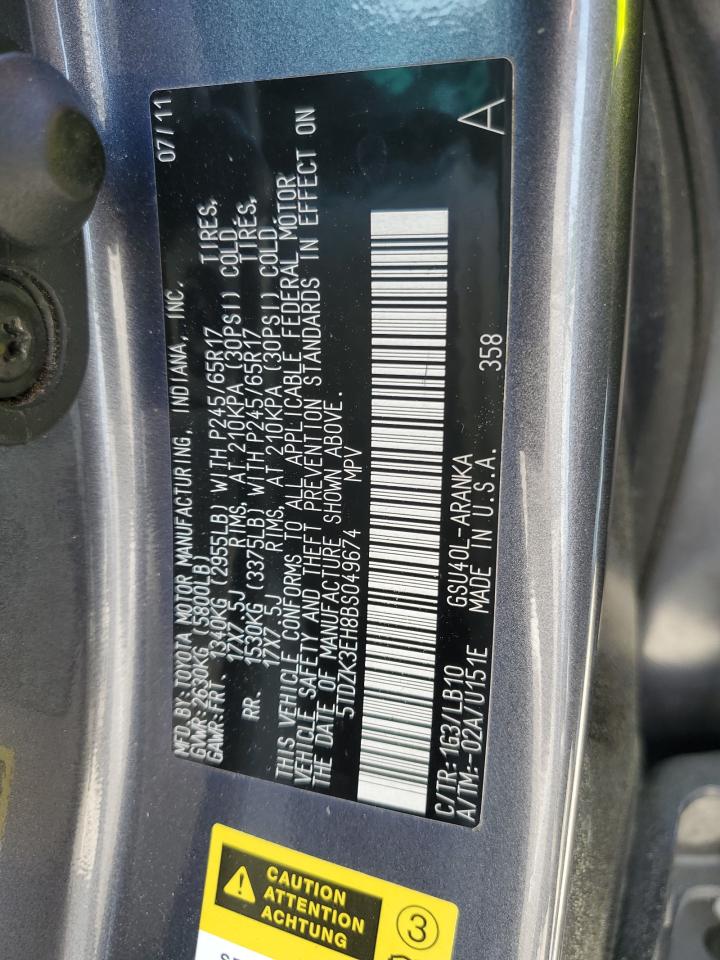 MFD.BY:TOYOTA MOTOR MANUFACTURING, INDIANA, INC. 07/11
GVWR:2630KG (5800LB)
GAWR:FRT 1340KG (2955LB) WITH P245/65R17 TIRES,
17X7.5J RIMS, AT 210KPA (30PSI) COLD
RR. 1530KG (3375LB) WITH P245/65R17 TIRES,
17X7.5J RIMS, AT 210KPA (30PSI) COLD.
THIS VEHICLE CONFORMS TO ALL APPLICABLE FEDERAL MOTOR
VEHICLE SAFETY AND THEFT PREVENTION STANDARDS IN EFFECT ON
THE DATE OF MANUFACTURE SHOWN ABOVE.
5TDZK3EH8BS049674 MPV
C/TR:1G3/LB10 GSU40L-ARANKA
A/TM:-02A/U151E MADE IN U.S.A. 358 A
CAUTION
ATTENTION
ACHTUNG
3